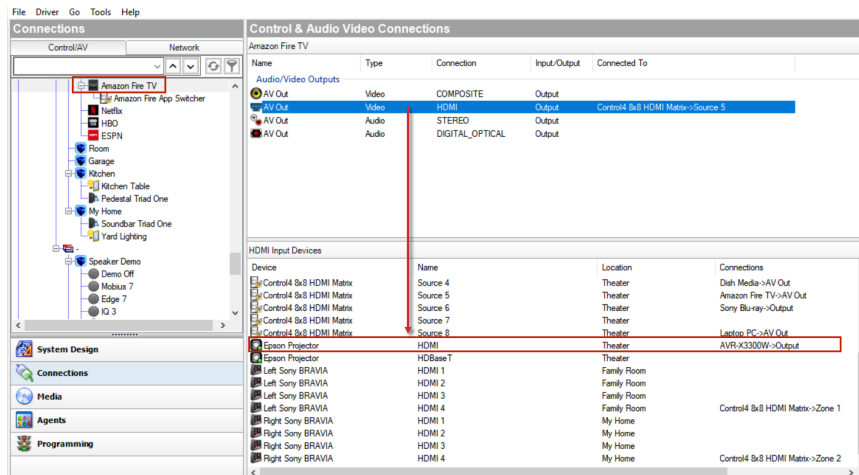 File Driver Go Tools Help
Connections
Control/AV Network
Amazon Fire TV
Amazon Fire App Switcher
Netflix
HBO
ESPN
Room
Garage
Kitchen
Kitchen Table
Pedestal Triad One
My Home
Soundbar Triad One
Yard Lighting
-
Speaker Demo
Demo Off
Mobius 7
Edge 7
IQ 3
System Design
Connections
Media
Agents
Programming
Control & Audio Video Connections
Amazon Fire TV
Name Type Connection Input/Output Connected To
Audio/Video Outputs
AV Out Video COMPOSITE Output
AV Out Video HDMI Output Control4 8x8 HDMI Matrix->Source 5
AV Out Audio STEREO Output
AV Out Audio DIGITAL_OPTICAL Output
HDMI Input Devices
Device Name Location Connections
Control4 8x8 HDMI Matrix Source 4 Theater Dish Media->AV Out
Control4 8x8 HDMI Matrix Source 5 Theater Amazon Fire TV->AV Out
Control4 8x8 HDMI Matrix Source 6 Theater Sony Blu-ray->Output
Control4 8x8 HDMI Matrix Source 7 Theater
Control4 8x8 HDMI Matrix Source 8 Theater Laptop PC->AV Out
Epson Projector HDMI Theater AVR-X3300W->Output
Epson Projector HDBaseT Theater
Left Sony BRAVIA HDMI 1 Family Room
Left Sony BRAVIA HDMI 2 Family Room
Left Sony BRAVIA HDMI 3 Family Room
Left Sony BRAVIA HDMI 4 Family Room Control4 8x8 HDMI Matrix->Zone 1
Right Sony BRAVIA HDMI 1 My Home
Right Sony BRAVIA HDMI 2 My Home
Right Sony BRAVIA HDMI 3 My Home
Right Sony BRAVIA HDMI 4 My Home Control4 8x8 HDMI Matrix->Zone 2